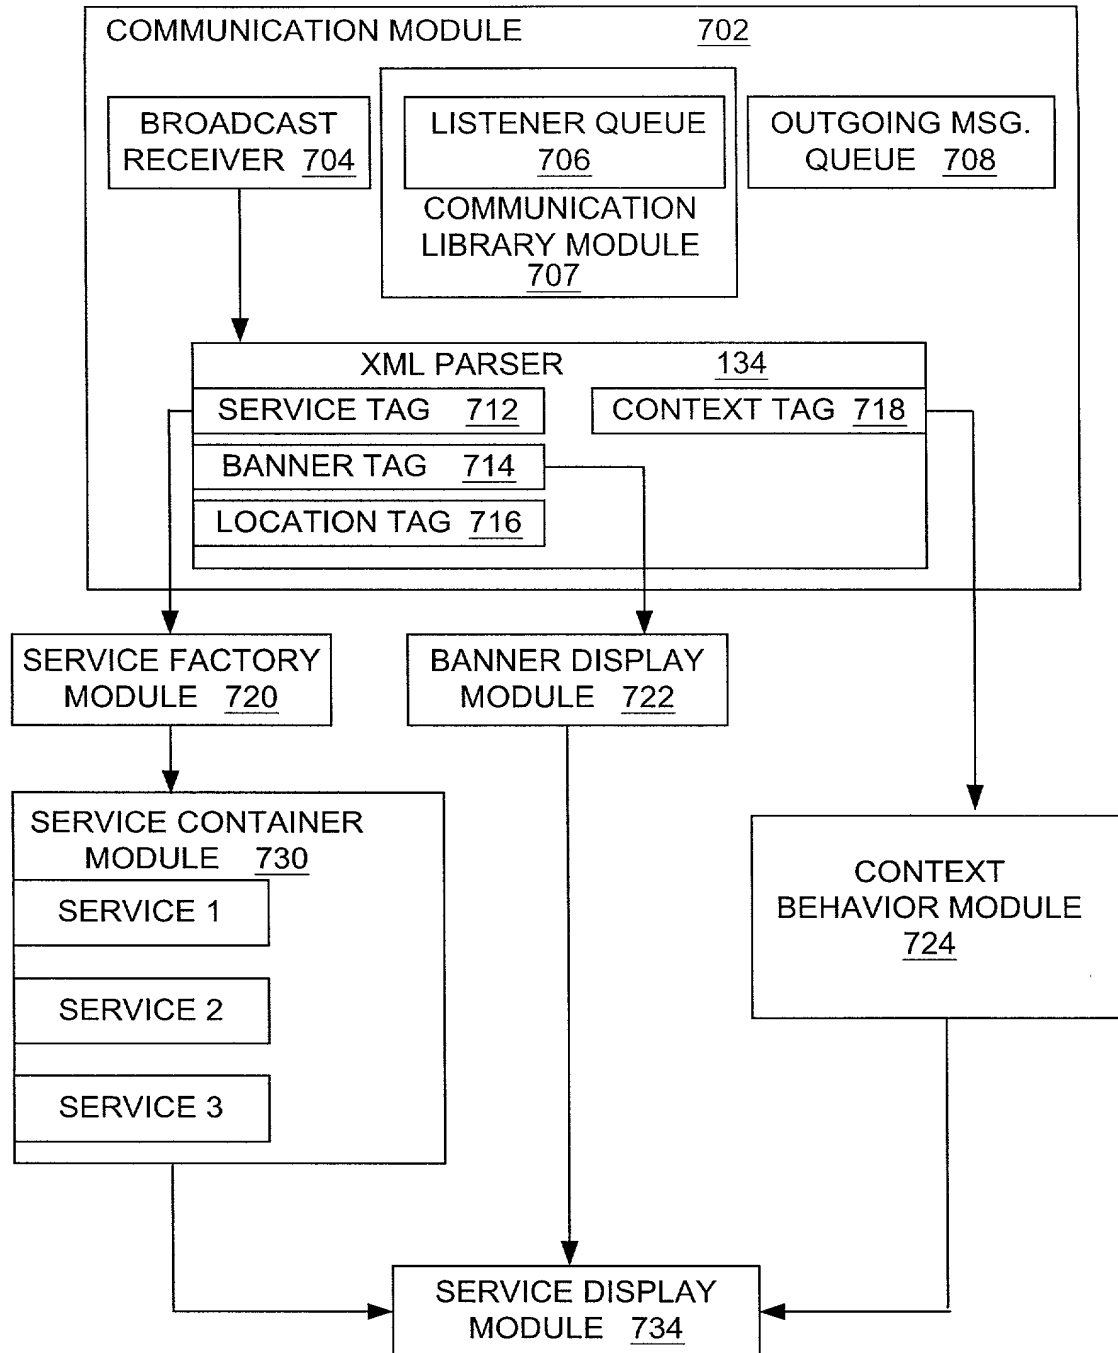 COMMUNICATION MODULE 702
BROADCAST
RECEIVER 704
LISTENER QUEUE
706
COMMUNICATION
LIBRARY MODULE
707
OUTGOING MSG.
QUEUE 708
XML PARSER 134
SERVICE TAG 712
CONTEXT TAG 718
BANNER TAG 714
LOCATION TAG 716
SERVICE FACTORY
MODULE 720
BANNER DISPLAY
MODULE 722
SERVICE CONTAINER
MODULE 730
SERVICE 1
SERVICE 2
SERVICE 3
CONTEXT
BEHAVIOR MODULE
724
SERVICE DISPLAY
MODULE 734